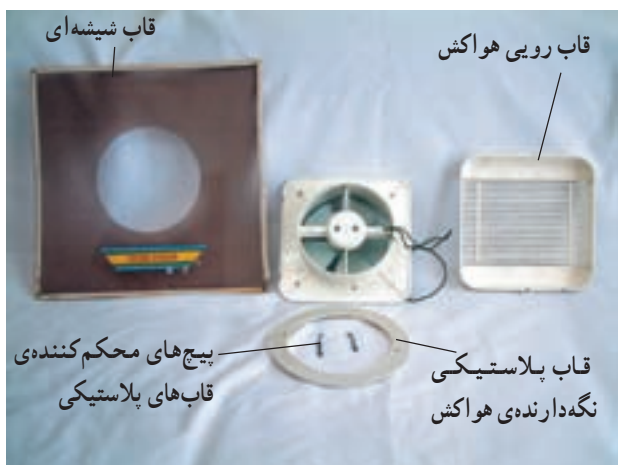 قاب شیشه‌ای
قاب رویی هواکش
پیچ‌های محکم‌کننده‌ی
قاب‌های پلاستیکی
قاب پلاستیکی
نگه‌دارنده‌ی هواکش